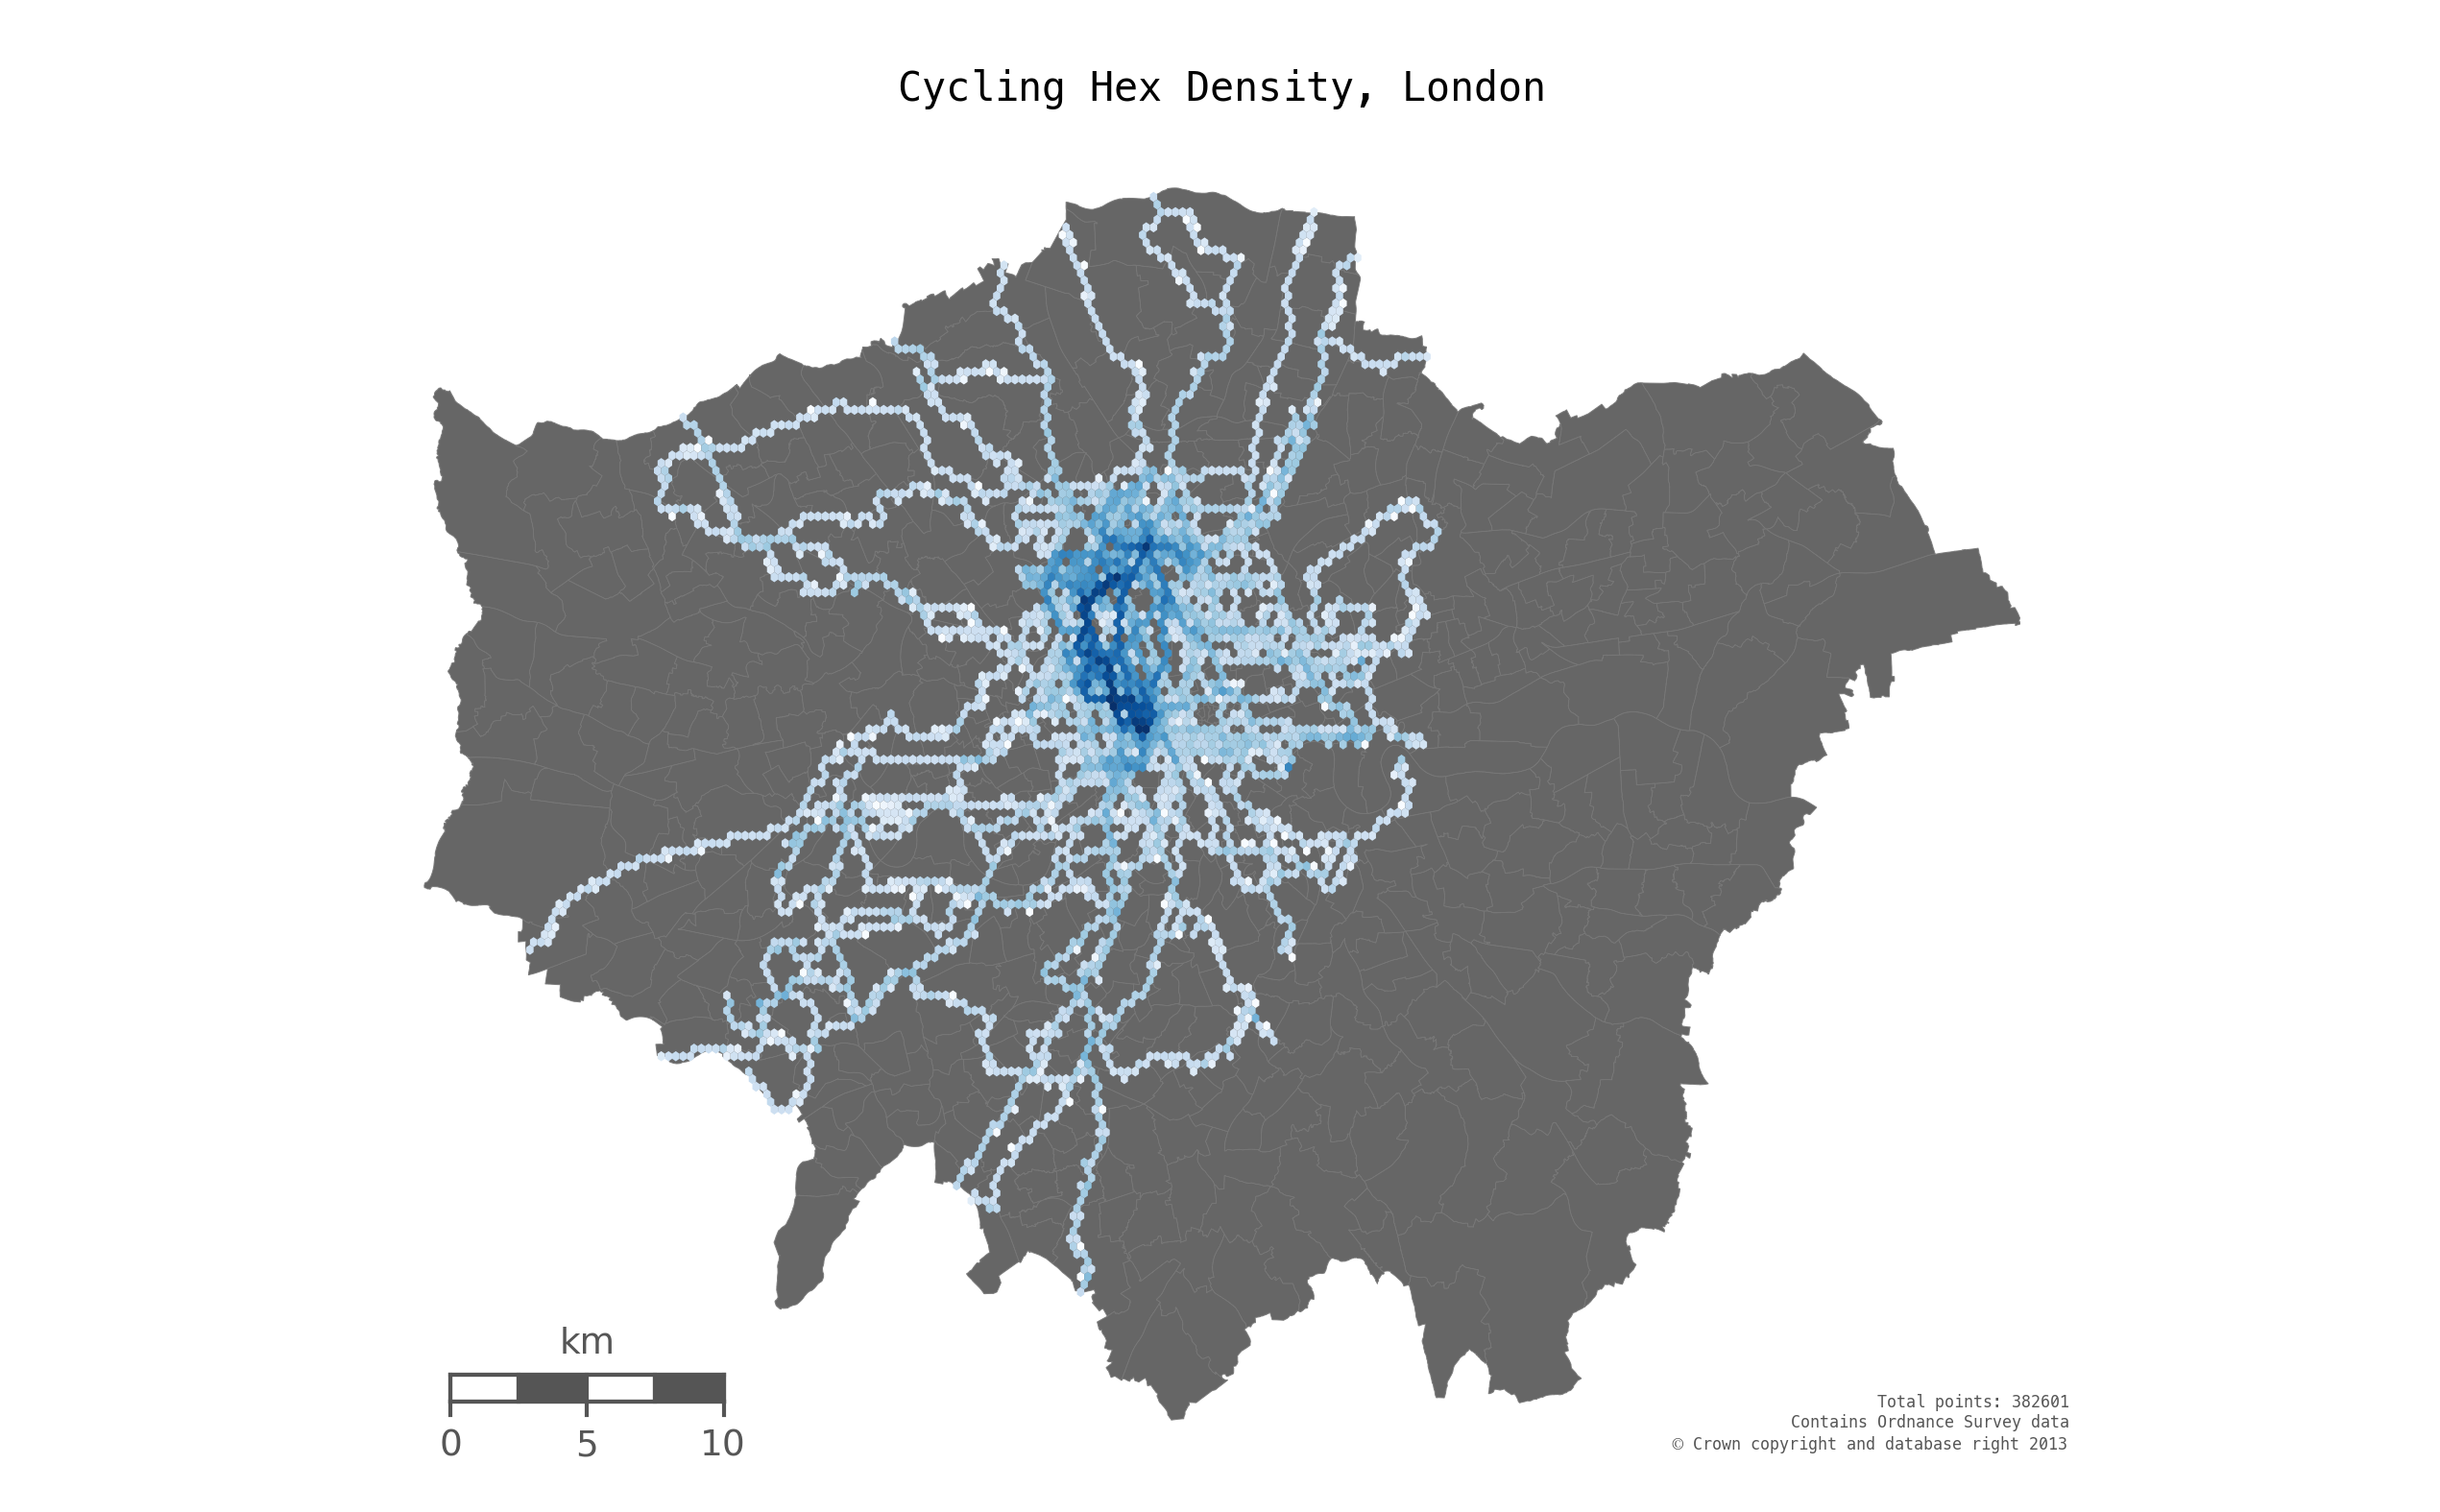 Cycling Hex Density, London
km
0 5 10
Total points: 382601
Contains Ordnance Survey data
© Crown copyright and database right 2013